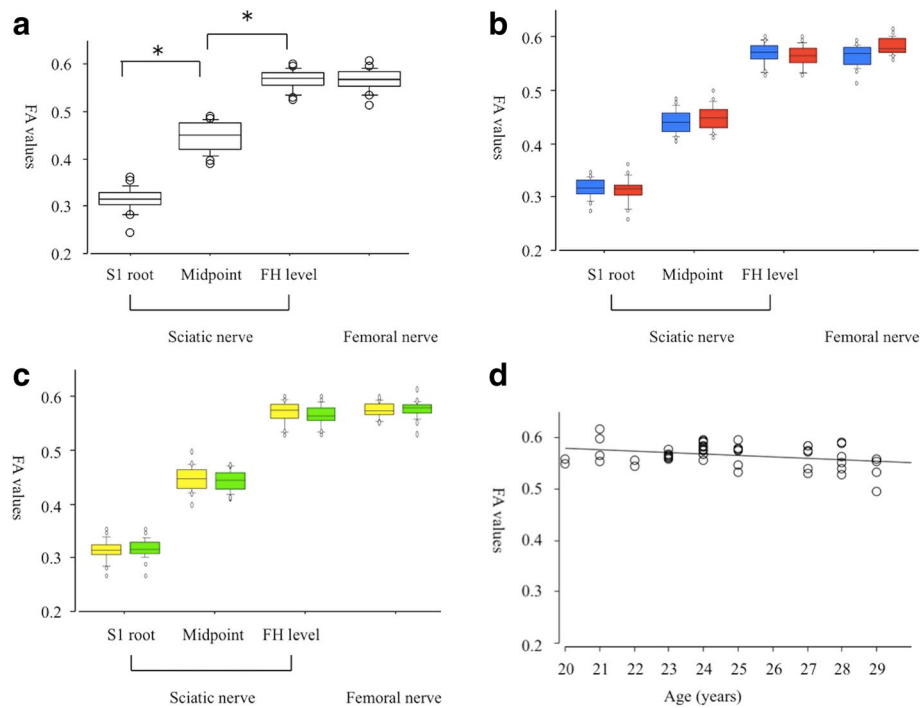 a
*
*
FA values
0.6
0.5
0.4
0.3
0.2
S1 root Midpoint FH level
Sciatic nerve Femoral nerve
b
FA values
0.6
0.5
0.4
0.3
0.2
S1 root Midpoint FH level
Sciatic nerve Femoral nerve
c
FA values
0.6
0.5
0.4
0.3
0.2
S1 root Midpoint FH level
Sciatic nerve Femoral nerve
d
FA values
0.6
0.5
0.4
0.3
0.2
20 21 22 23 24 25 26 27 28 29
Age (years)